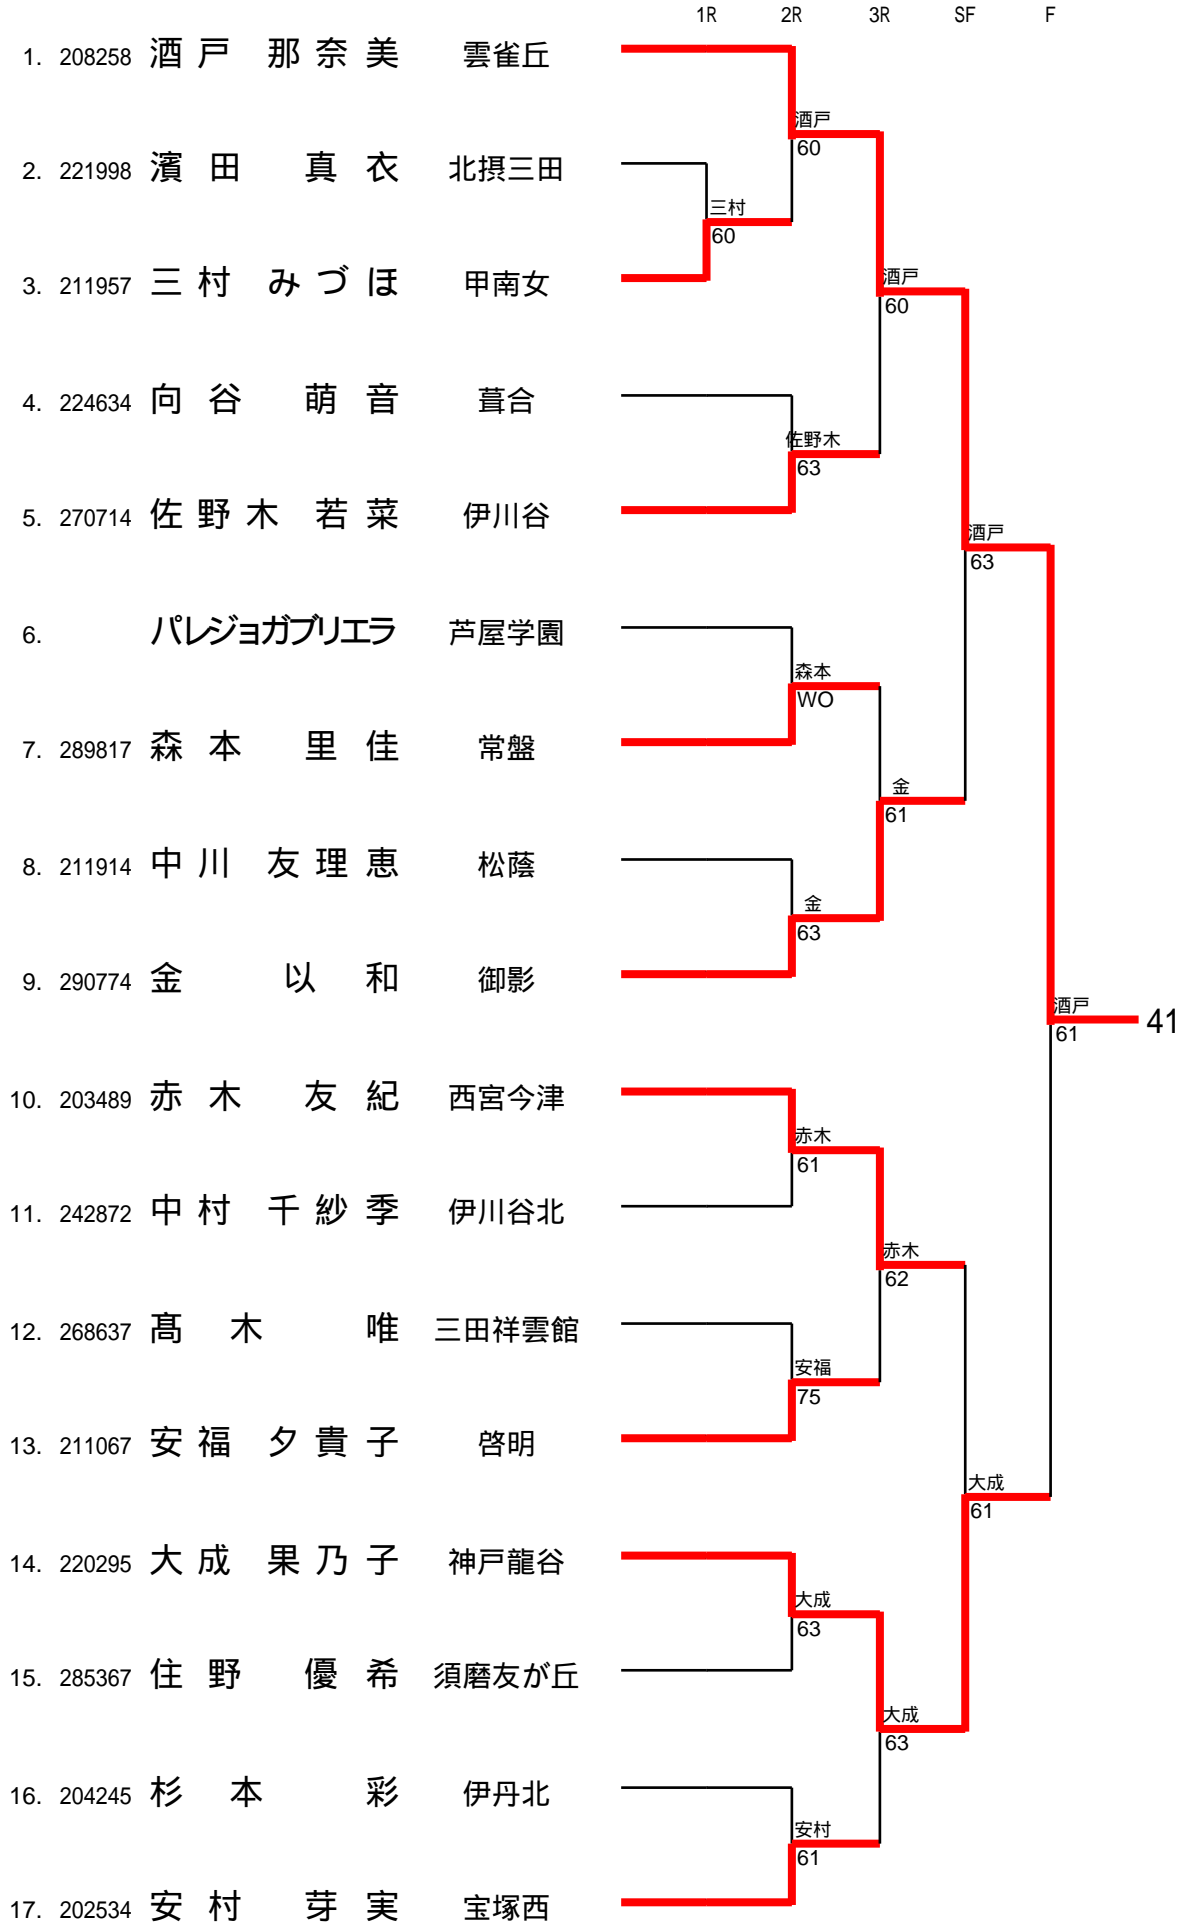 1R 2R 3R SF F
1. 208258 酒戸 那奈美 雲雀丘
酒戸
60
2. 221998 濱田 真衣 北摂三田
三村
60
3. 211957 三村 みづほ 甲南女
酒戸
60
4. 224634 向谷 萌音 葺合
佐野木
63
5. 270714 佐野木 若菜 伊川谷
酒戸
63
6. パレジョガブリエラ 芦屋学園
森本
WO
7. 289817 森本 里佳 常盤
金
61
8. 211914 中川 友理恵 松蔭
金
63
9. 290774 金 以和 御影
酒戸
61
41
10. 203489 赤木 友紀 西宮今津
赤木
61
11. 242872 中村 千紗季 伊川谷北
赤木
62
12. 268637 髙木 唯 三田祥雲館
安福
75
13. 211067 安福 夕貴子 啓明
大成
61
14. 220295 大成 果乃子 神戸龍谷
大成
63
15. 285367 住野 優希 須磨友が丘
大成
63
16. 204245 杉本 彩 伊丹北
安村
61
17. 202534 安村 芽実 宝塚西